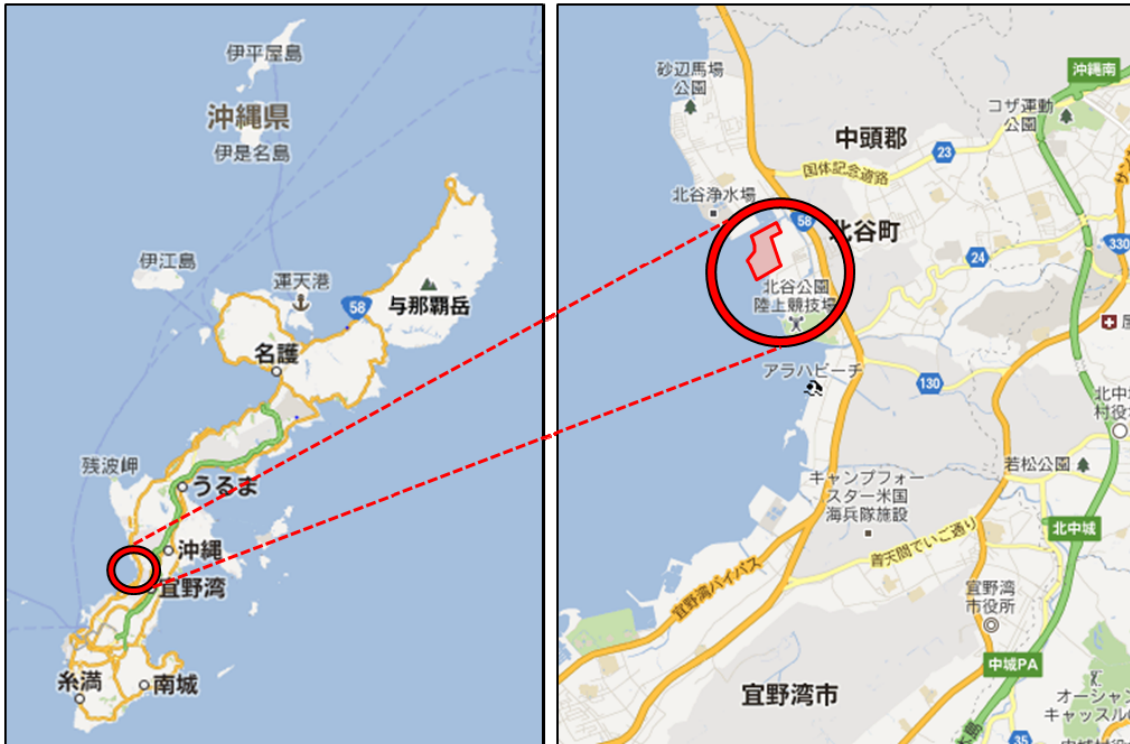 伊平屋島
沖縄県
伊是名島
伊江島
運天港
58
与那覇岳
名護
残波岬
うるま
沖縄
宜野湾
糸満
南城
砂辺馬場
公園
沖縄南
コザ運動
公園
中頭郡
23
国体記念道路
北谷浄水場
58
北谷町
330
24
北谷公園
陸上競技場
アラハビーチ
130
北中城
村役場
若松公園
キャンプフォー
スター米国
海兵隊施設
北中城
普天間でいご通り
宜野湾バイパス
宜野湾
市役所
中城PA
宜野湾市
オーシャン
キャッスルの
35